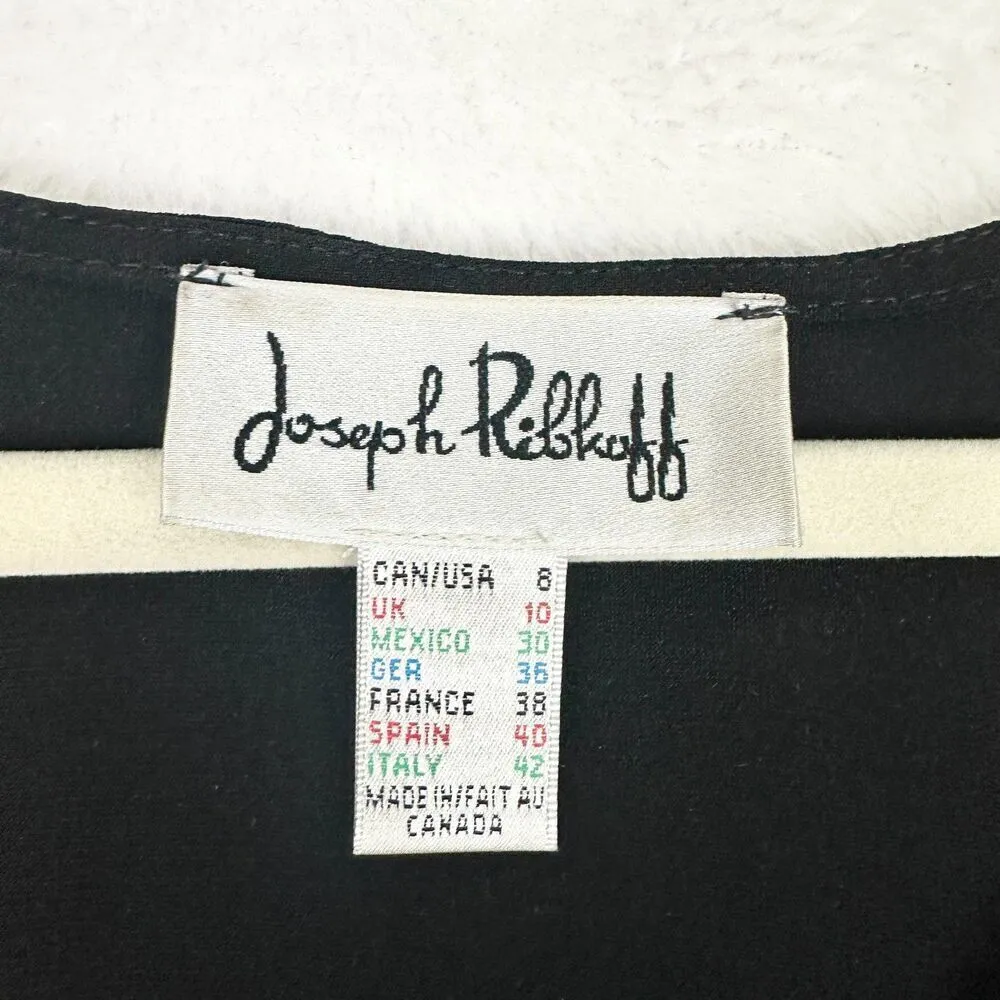 Joseph Ribkoff
CAN/USA 8
UK 10
MEXICO 30
GER 36
FRANCE 38
SPAIN 40
ITALY 42
MADE IN/FAIT AU
CANADA